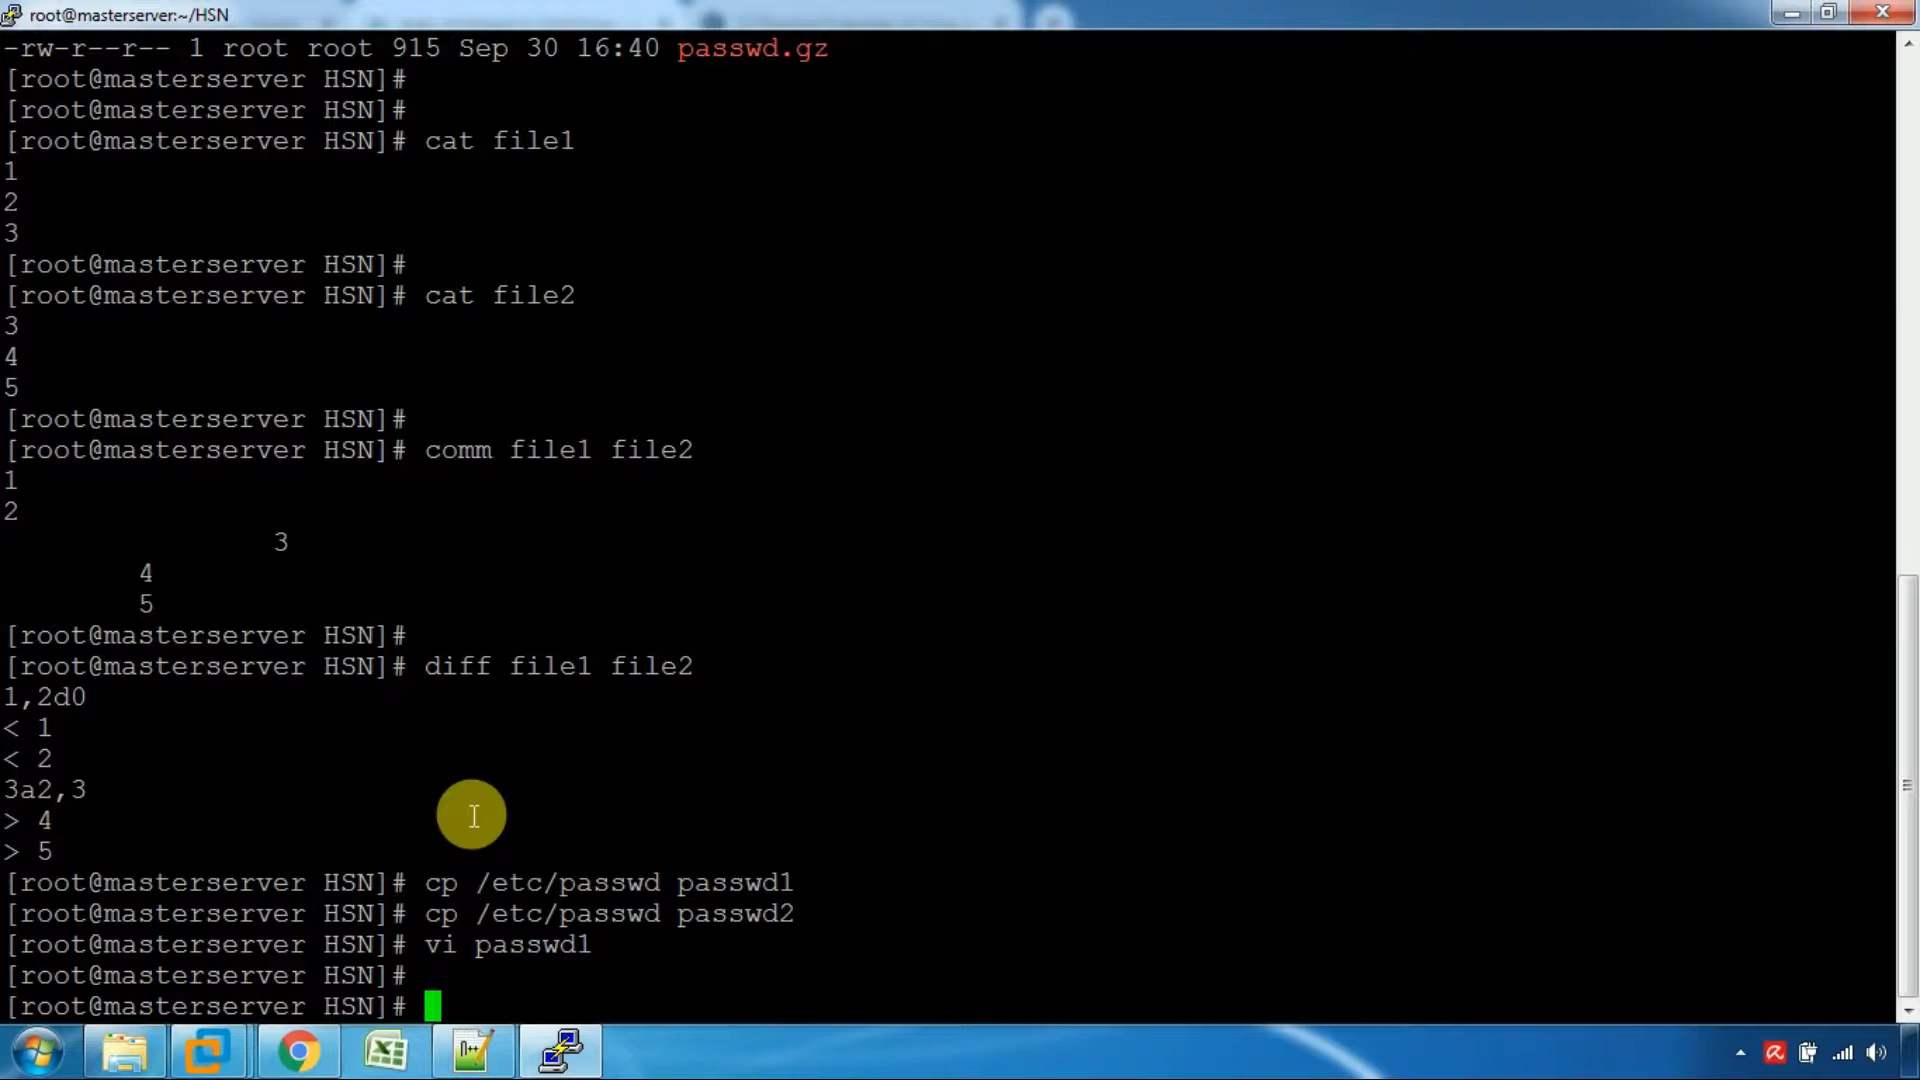 root@masterserver:~/HSN
-rw-r--r-- 1 root root 915 Sep 30 16:40 passwd.gz
[root@masterserver HSN]#
[root@masterserver HSN]#
[root@masterserver HSN]# cat file1
1
2
3
[root@masterserver HSN]#
[root@masterserver HSN]# cat file2
3
4
5
[root@masterserver HSN]#
[root@masterserver HSN]# comm file1 file2
1
2
3
4
5
[root@masterserver HSN]#
[root@masterserver HSN]# diff file1 file2
1,2d0
< 1
< 2
3a2,3
> 4
> 5
[root@masterserver HSN]# cp /etc/passwd passwd1
[root@masterserver HSN]# cp /etc/passwd passwd2
[root@masterserver HSN]# vi passwd1
[root@masterserver HSN]#
[root@masterserver HSN]#